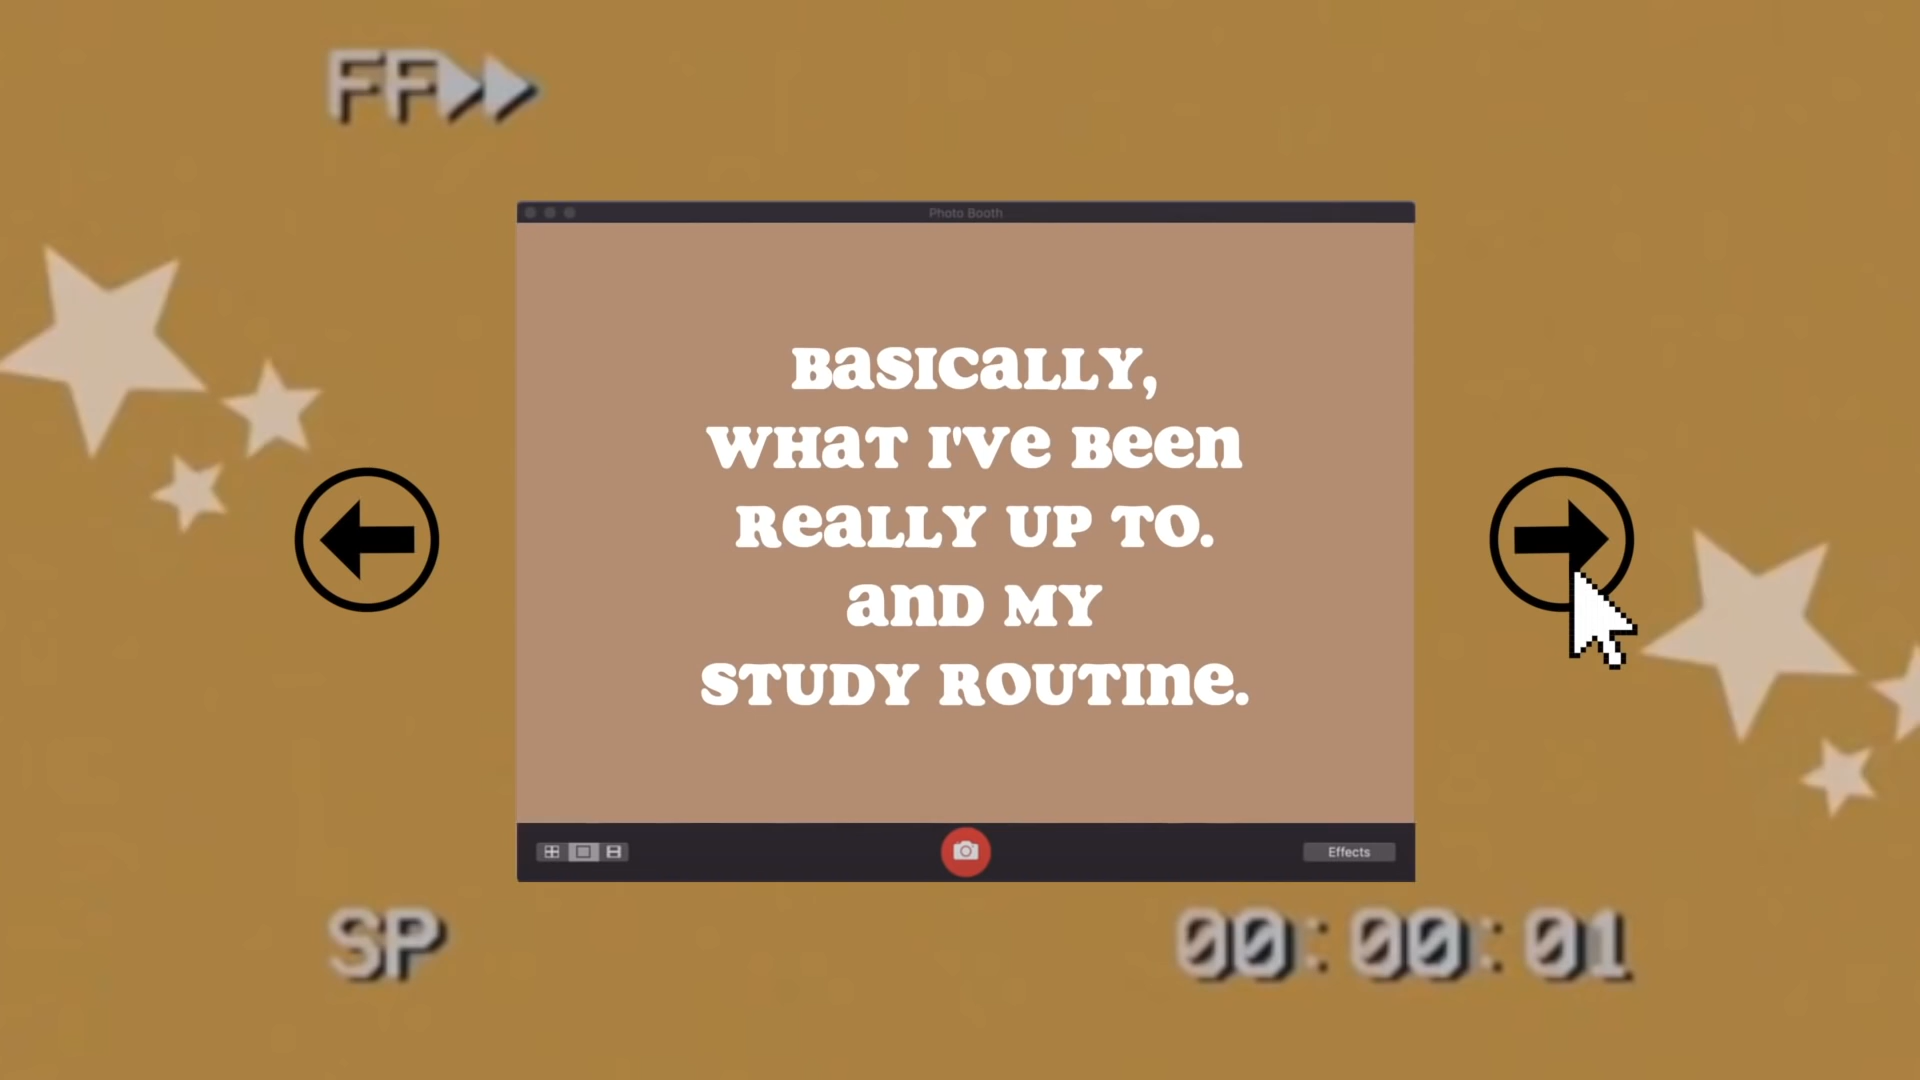 FF
Photo Booth
Basically,
what I've been
really up to.
and my
study routine.
Effects
SP
00:00:01